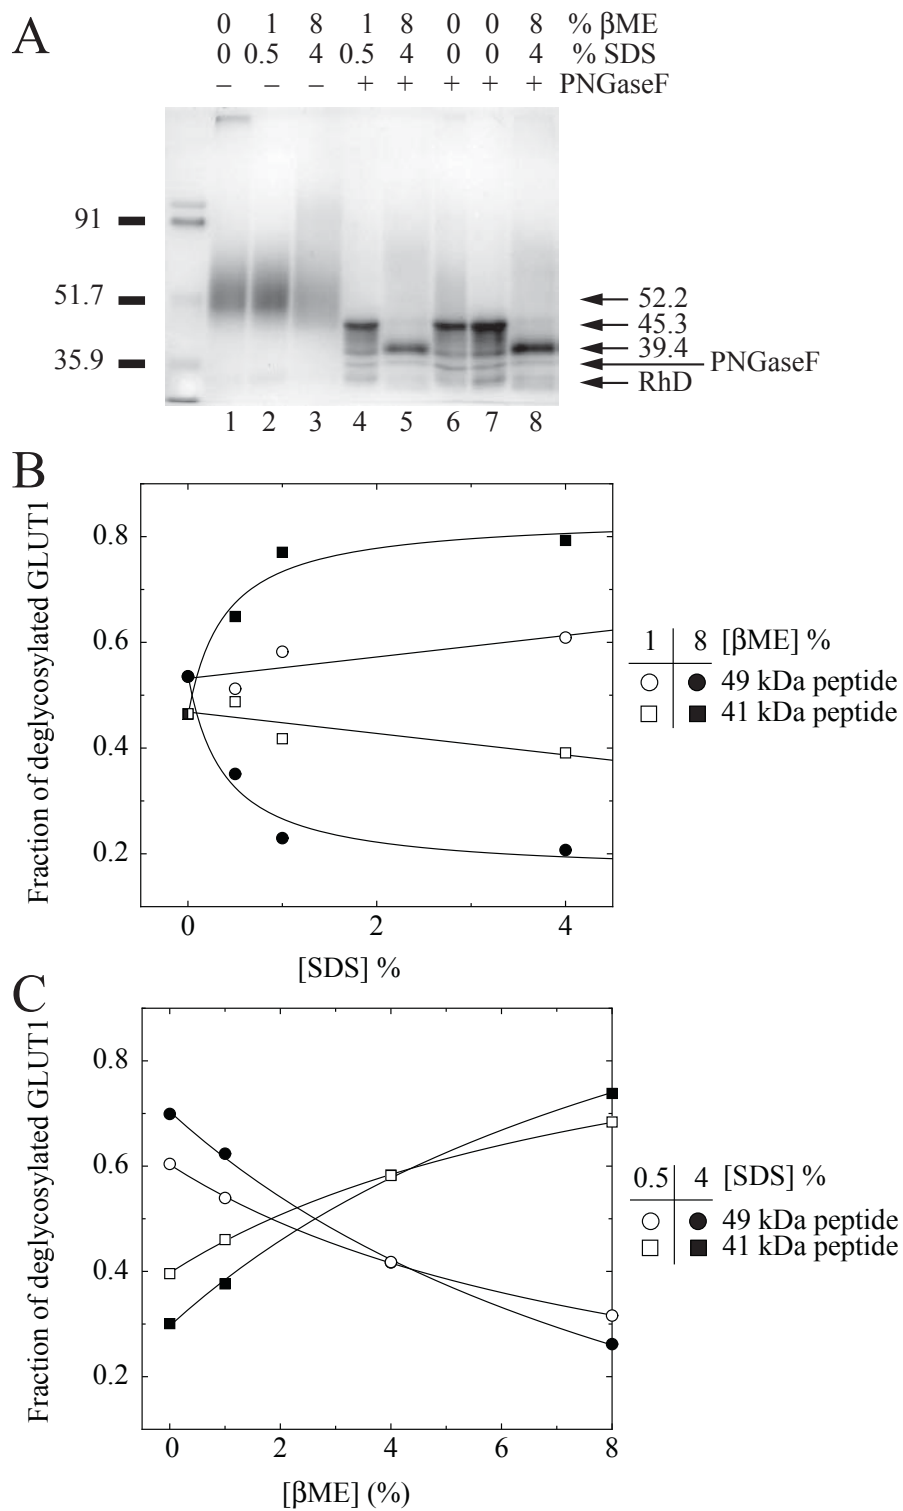 A
0 1 8 1 8 0 0 8 % βME
0 0.5 4 0.5 4 0 0 4 % SDS
– – – + + + + + PNGaseF
91
51.7
35.9
52.2
45.3
39.4
PNGaseF
RhD
1 2 3 4 5 6 7 8
B
Fraction of deglycosylated GLUT1
0.8
0.6
0.4
0.2
0 2 4
[SDS] %
1 8 [βME] %
49 kDa peptide
41 kDa peptide
C
Fraction of deglycosylated GLUT1
0.8
0.6
0.4
0.2
0 2 4 6 8
[βME] (%)
0.5 4 [SDS] %
49 kDa peptide
41 kDa peptide